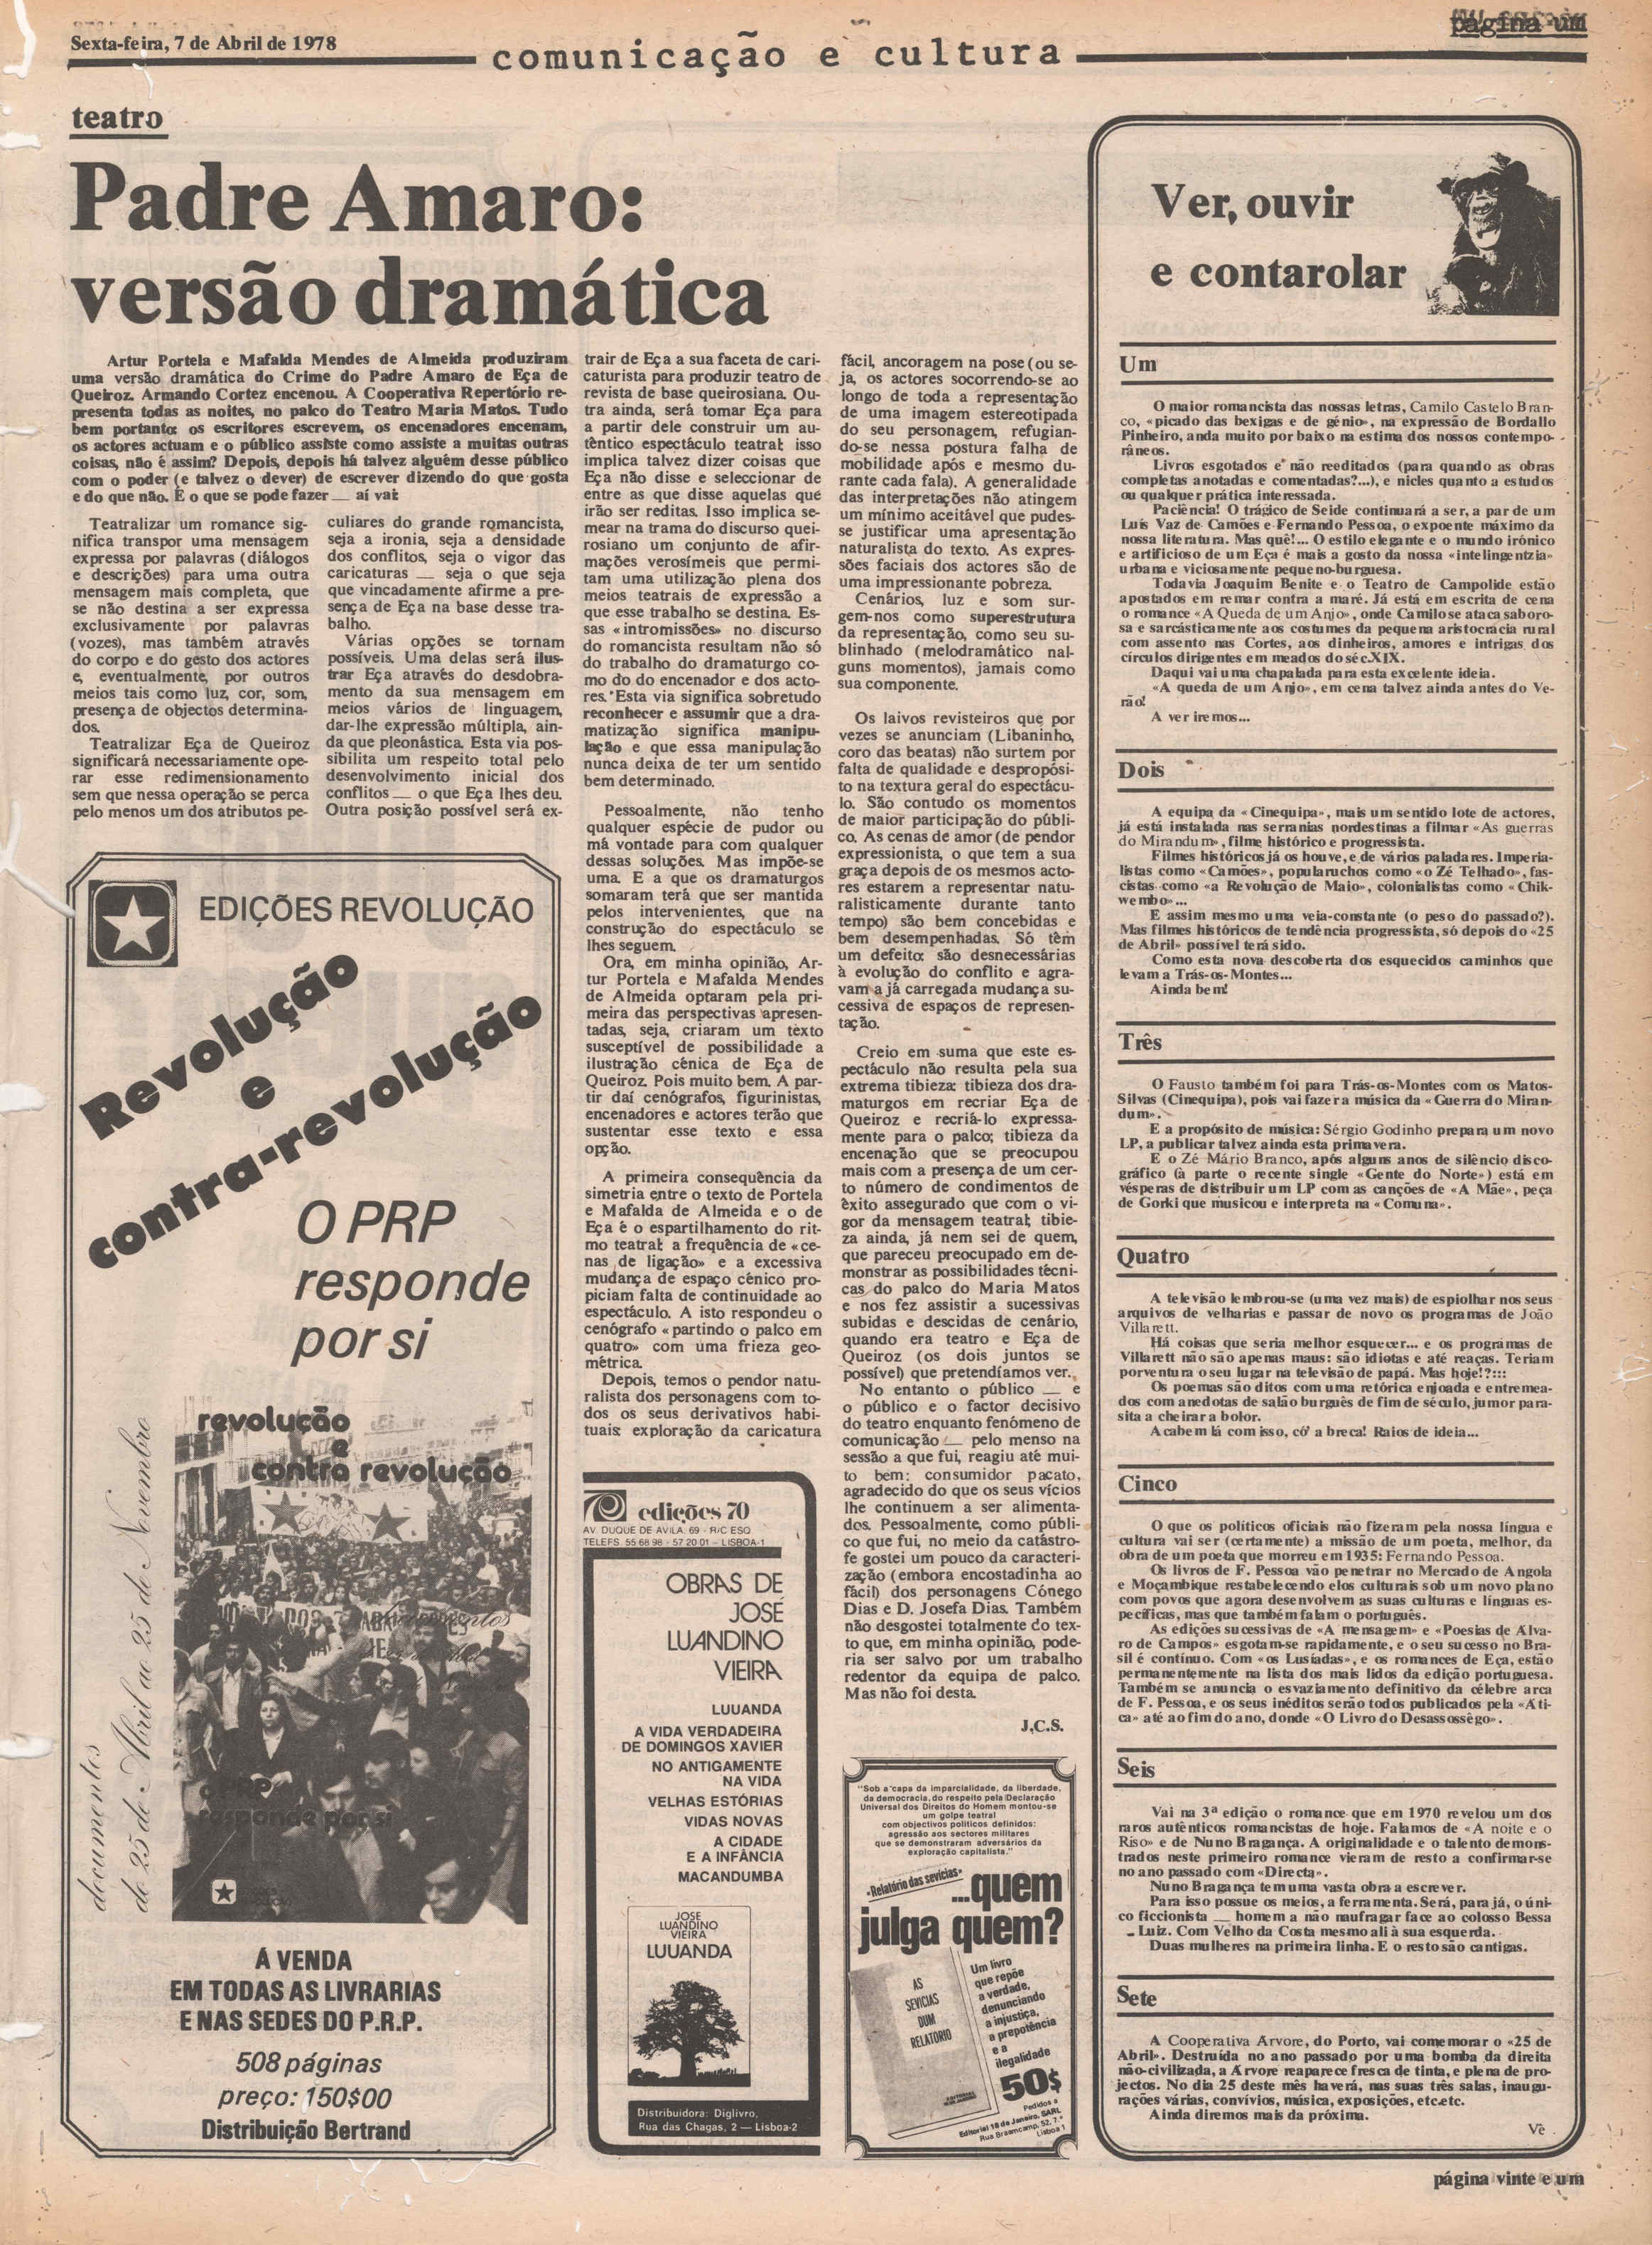 Sexta-feira, 7 de Abril de 1978
comunicação e cultura
página um
teatro
Padre Amaro:
versão dramática
Artur Portela e Mafalda Mendes de Almeida produziram
uma versão dramática do Crime do Padre Amaro de Eça de
Queiroz. Armando Cortez encenou. A Cooperativa Repertório re-
presenta todas as noites, no palco do Teatro Maria Matos. Tudo
bem portanto: os escritores escrevem, os encenadores encenam,
os actores actuam e o público assiste como assiste a muitas outras
coisas, não é assim? Depois, depois há talvez alguém desse público
com o poder (e talvez o dever) de escrever dizendo do que gosta
e do que não. É o que se pode fazer — aí vai:
Teatralizar um romance sig-
nifica transpor uma mensagem
expressa por palavras (diálogos
e descrições) para uma outra
mensagem mais completa, que
se não destina a ser expressa
exclusivamente por palavras
(vozes), mas também através
do corpo e do gesto dos actores
e, eventualmente, por outros
meios tais como luz, cor, som,
presença de objectos determina-
dos.
Teatralizar Eça de Queiroz
significará necessariamente ope-
rar esse redimensionamento
sem que nessa operação se perca
pelo menos um dos atributos pe-
culiares do grande romancista,
seja a ironia, seja a densidade
dos conflitos, seja o vigor das
caricaturas — seja o que seja
que vincadamente afirme a pre-
sença de Eça na base desse tra-
balho.
Várias opções se tornam
possíveis. Uma delas será ilus-
trar Eça através do desdobra-
mento da sua mensagem em
meios vários de linguagem,
dar-lhe expressão múltipla, ain-
da que pleonástica. Esta via pos-
sibilita um respeito total pelo
desenvolvimento inicial dos
conflitos — o que Eça lhes deu.
Outra posição possível será ex-
trair de Eça a sua faceta de cari-
caturista para produzir teatro de
revista de base queirosiana. Ou-
tra ainda, será tomar Eça para
a partir dele construir um au-
têntico espectáculo teatral: isso
implica talvez dizer coisas que
Eça não disse e seleccionar de
entre as que disse aquelas que
irão ser reditas. Isso implica se-
mear na trama do discurso quei-
rosiano um conjunto de afir-
mações verosímeis que permi-
tam uma utilização plena dos
meios teatrais de expressão a
que esse trabalho se destina. Es-
sas «intromissões» no discurso
do romancista resultam não só
do trabalho do dramaturgo co-
mo do do encenador e dos acto-
res. Esta via significa sobretudo
reconhecer e assumir que a dra-
matização significa manipu-
lação e que essa manipulação
nunca deixa de ter um sentido
bem determinado.
Pessoalmente, não tenho
qualquer espécie de pudor ou
má vontade para com qualquer
dessas soluções. Mas impõe-se
uma. E a que os dramaturgos
somaram terá que ser mantida
pelos intervenientes, que na
construção do espectáculo se
lhes seguem.
Ora, em minha opinião, Ar-
tur Portela e Mafalda Mendes
de Almeida optaram pela pri-
meira das perspectivas apresen-
tadas, seja, criaram um texto
susceptível de possibilidade a
ilustração cénica de Eça de
Queiroz. Pois muito bem. A par-
tir daí cenógrafos, figurinistas,
encenadores e actores terão que
sustentar esse texto e essa
opção.
A primeira consequência da
simetria entre o texto de Portela
e Mafalda de Almeida e o de
Eça é o espartilhamento do rit-
mo teatral: a frequência de «ce-
nas de ligação» e a excessiva
mudança de espaço cénico pro-
piciam falta de continuidade ao
espectáculo. A isto respondeu o
cenógrafo «partindo o palco em
quatro» com uma frieza geo-
métrica.
Depois, temos o pendor natu-
ralista dos personagens com to-
dos os seus derivativos habi-
tuais: exploração da caricatura
fácil, ancoragem na pose (ou se-
ja, os actores socorrendo-se ao
longo de toda a representação
de uma imagem estereotipada
do seu personagem, refugian-
do-se nessa postura falha de
mobilidade após e mesmo du-
rante cada fala). A generalidade
das interpretações não atingem
um mínimo aceitável que pudes-
se justificar uma apresentação
naturalista do texto. As expres-
sões faciais dos actores são de
uma impressionante pobreza.
Cenários, luz e som sur-
gem-nos como superestrutura
da representação, como seu su-
blinhado (melodramático nal-
guns momentos), jamais como
sua componente.
Os laivos revisteiros que por
vezes se anunciam (Libaninho,
coro das beatas) não surtem por
falta de qualidade e despropósi-
to na textura geral do espectácu-
lo. São contudo os momentos
de maior participação do públi-
co. As cenas de amor (de pendor
expressionista, o que tem a sua
graça depois de os mesmos acto-
res estarem a representar natu-
ralisticamente durante tanto
tempo) são bem concebidas e
bem desempenhadas. Só têm
um defeito: são desnecessárias
à evolução do conflito e agra-
vam a já carregada mudança su-
cessiva de espaços de represen-
tação.
Creio em suma que este es-
pectáculo não resulta pela sua
extrema tibieza: tibieza dos dra-
maturgos em recriar Eça de
Queiroz e recriá-lo expressa-
mente para o palco; tibieza da
encenação que se preocupou
mais com a presença de um cer-
to número de condimentos de
êxito assegurado que com o vi-
gor da mensagem teatral; tibie-
za ainda, já nem sei de quem,
que pareceu preocupado em de-
monstrar as possibilidades técni-
cas do palco do Maria Matos
e nos fez assistir a sucessivas
subidas e descidas de cenário,
quando era teatro e Eça de
Queiroz (os dois juntos se
possível) que pretendíamos ver.
No entanto o público — e
o público e o factor decisivo
do teatro enquanto fenómeno de
comunicação — pelo menso na
sessão a que fui, reagiu até mui-
to bem: consumidor pacato,
agradecido do que os seus vícios
lhe continuem a ser alimenta-
dos. Pessoalmente, como públi-
co que fui, no meio da catástro-
fe gostei um pouco da caracteri-
zação (embora encostadinha ao
fácil) dos personagens Cónego
Dias e D. Josefa Dias. Também
não desgostei totalmente do tex-
to que, em minha opinião, pode-
ria ser salvo por um trabalho
redentor da equipa de palco.
Mas não foi desta.
J.C.S.
EDIÇÕES REVOLUÇÃO
Revolução
e
contra-revolução
O PRP
responde
por si
documentos
de 25 de Abril ao 25 de Novembro
revolução
e
contra revolução
responde por si
À VENDA
EM TODAS AS LIVRARIAS
E NAS SEDES DO P.R.P.
508 páginas
preço: 150$00
Distribuição Bertrand
edições 70
AV. DUQUE DE AVILA, 69 - R/C ESQ
TELEFS. 55 68 98 - 57 20 01 — LISBOA-1
OBRAS DE
JOSÉ
LUANDINO
VIEIRA
LUUANDA
A VIDA VERDADEIRA
DE DOMINGOS XAVIER
NO ANTIGAMENTE
NA VIDA
VELHAS ESTÓRIAS
VIDAS NOVAS
A CIDADE
E A INFÂNCIA
MACANDUMBA
JOSE
LUANDINO
VIEIRA
LUUANDA
Distribuidora: Diglivro,
Rua das Chagas, 2 — Lisboa-2
"Sob a capa da imparcialidade, da liberdade,
da democracia, do respeito pela Declaração
Universal dos Direitos do Homem montou-se
um golpe teatral
com objectivos políticos definidos:
agressão aos sectores militares
que se demonstraram adversários da
exploração capitalista."
«Relatório das sevícias»
...quem
julga quem?
AS
SEVICIAS
DUM
RELATORIO
Um livro
que repõe
a verdade,
denunciando
a injustiça,
a prepotência
e a
ilegalidade
50$
Pedidos a
Editorial 18 de Janeiro, SARL
Rua Braamcamp, 52, 7.º
Lisboa 1
Ver, ouvir
e contarolar
Um
O maior romancista das nossas letras, Camilo Castelo Bran-
co, «picado das bexigas e de génio», na expressão de Bordallo
Pinheiro, anda muito por baixo na estima dos nossos contempo-
râneos.
Livros esgotados e não reeditados (para quando as obras
completas anotadas e comentadas?...), e nicles quanto a estudos
ou qualquer prática interessada.
Paciência! O trágico de Seide continuará a ser, a par de um
Luís Vaz de Camões e Fernando Pessoa, o expoente máximo da
nossa literatura. Mas quê!... O estilo elegante e o mundo irónico
e artificioso de um Eça é mais a gosto da nossa «intelingentzia»
urbana e viciosamente pequeno-burguesa.
Todavia Joaquim Benite e o Teatro de Campolide estão
apostados em remar contra a maré. Já está em escrita de cena
o romance «A Queda de um Anjo», onde Camilo se ataca saboro-
sa e sarcásticamente aos costumes da pequena aristocracia rural
com assento nas Cortes, aos dinheiros, amores e intrigas dos
círculos dirigentes em meados do séc.XIX.
Daqui vai uma chapalada para esta excelente ideia.
«A queda de um Anjo», em cena talvez ainda antes do Ve-
rão!
A ver iremos...
Dois
A equipa da «Cinequipa», mais um sentido lote de actores,
já está instalada nas serranias nordestinas a filmar «As guerras
do Mirandum», filme histórico e progressista.
Filmes históricos já os houve, e de vários paladares. Imperia-
listas como «Camões», popularuchos como «o Zé Telhado», fas-
cistas como «a Revolução de Maio», colonialistas como «Chik-
wembo»...
E assim mesmo uma veia-constante (o peso do passado?).
Mas filmes históricos de tendência progressista, só depois do «25
de Abril» possível terá sido.
Como esta nova descoberta dos esquecidos caminhos que
levam a Trás-os-Montes...
Ainda bem!
Três
O Fausto também foi para Trás-os-Montes com os Matos-
Silvas (Cinequipa), pois vai fazer a música da «Guerra do Miran-
dum».
E a propósito de música: Sérgio Godinho prepara um novo
LP, a publicar talvez ainda esta primavera.
E o Zé Mário Branco, após alguns anos de silêncio disco-
gráfico (à parte o recente single «Gente do Norte») está em
vésperas de distribuir um LP com as canções de «A Mãe», peça
de Gorki que musicou e interpreta na «Comuna».
Quatro
A televisão lembrou-se (uma vez mais) de espiolhar nos seus
arquivos de velharias e passar de novo os programas de João
Villarett.
Há coisas que seria melhor esquecer... e os programas de
Villarett não são apenas maus: são idiotas e até reaças. Teriam
porventura o seu lugar na televisão de papá. Mas hoje!?:::
Os poemas são ditos com uma retórica enjoada e entremea-
dos com anedotas de salão burguês de fim de século, jumor para-
sita a cheirar a bolor.
Acabem lá com isso, có' a breca! Raios de ideia...
Cinco
O que os políticos oficiais não fizeram pela nossa língua e
cultura vai ser (certamente) a missão de um poeta, melhor, da
obra de um poeta que morreu em 1935: Fernando Pessoa.
Os livros de F. Pessoa vão penetrar no Mercado de Angola
e Moçambique restabelecendo elos culturais sob um novo plano
com povos que agora desenvolvem as suas culturas e línguas es-
pecíficas, mas que também falam o português.
As edições sucessivas de «A mensagem» e «Poesias de Álva-
ro de Campos» esgotam-se rapidamente, e o seu sucesso no Bra-
sil é contínuo. Com «os Lusíadas», e os romances de Eça, estão
permanentemente na lista dos mais lidos da edição portuguesa.
Também se anuncia o esvaziamento definitivo da célebre arca
de F. Pessoa, e os seus inéditos serão todos publicados pela «Áti-
ca» até ao fim do ano, donde «O Livro do Desassossêgo».
Seis
Vai na 3ª edição o romance que em 1970 revelou um dos
raros autênticos romancistas de hoje. Falamos de «A noite e o
Riso» e de Nuno Bragança. A originalidade e o talento demons-
trados neste primeiro romance vieram de resto a confirmar-se
no ano passado com «Directa».
Nuno Bragança tem uma vasta obra a escrever.
Para isso possue os meios, a ferramenta. Será, para já, o úni-
co ficcionista — homem a não naufragar face ao colosso Bessa
- Luiz. Com Velho da Costa mesmo ali à sua esquerda.
Duas mulheres na primeira linha. E o resto são cantigas.
Sete
A Cooperativa Árvore, do Porto, vai comemorar o «25 de
Abril». Destruída no ano passado por uma bomba da direita
não-civilizada, a Árvore reaparece fresca de tinta, e plena de pro-
jectos. No dia 25 deste mês haverá, nas suas três salas, inaugu-
rações várias, convívios, música, exposições, etc.etc.
Ainda diremos mais da próxima.
Vê
página vinte e um